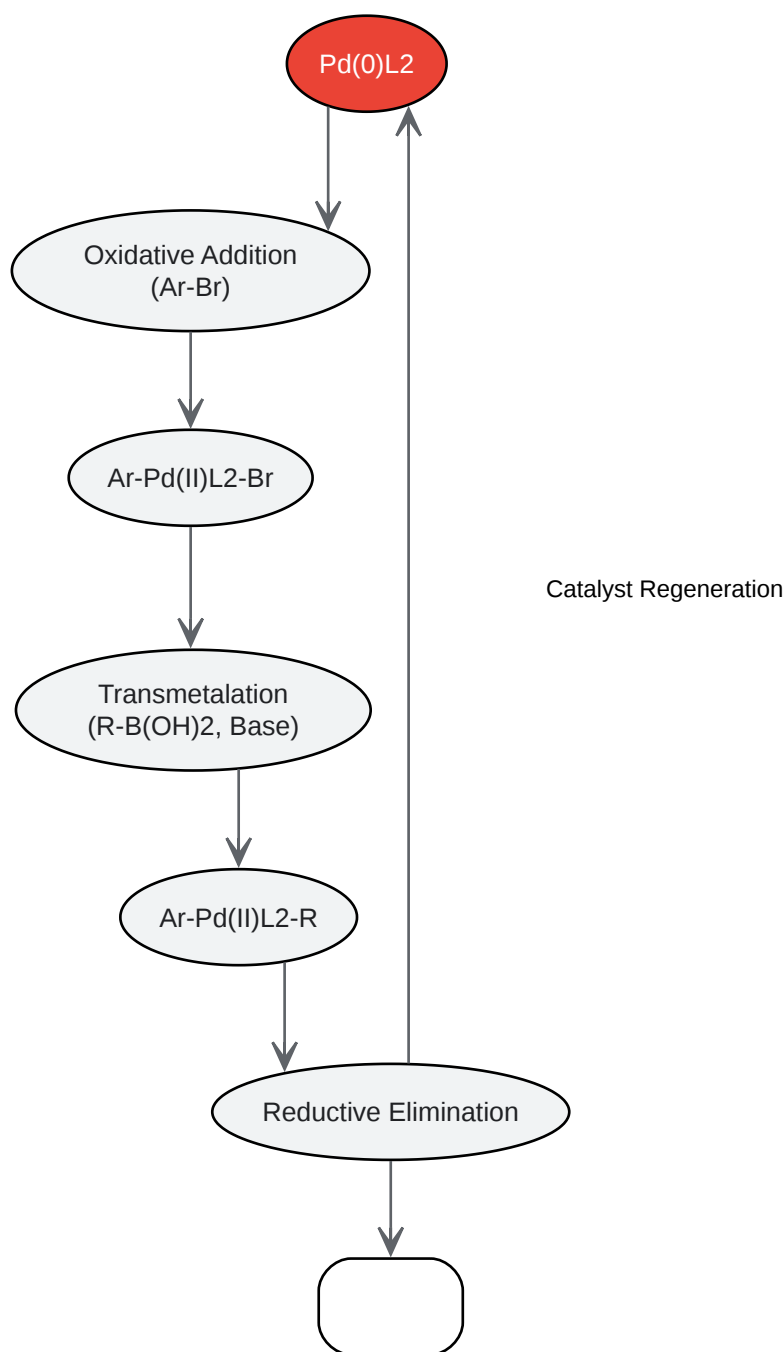 Pd(0)L2
Oxidative Addition
(Ar-Br)
Ar-Pd(II)L2-Br
Catalyst Regeneration
Transmetalation
(R-B(OH)2, Base)
Ar-Pd(II)L2-R
Reductive Elimination